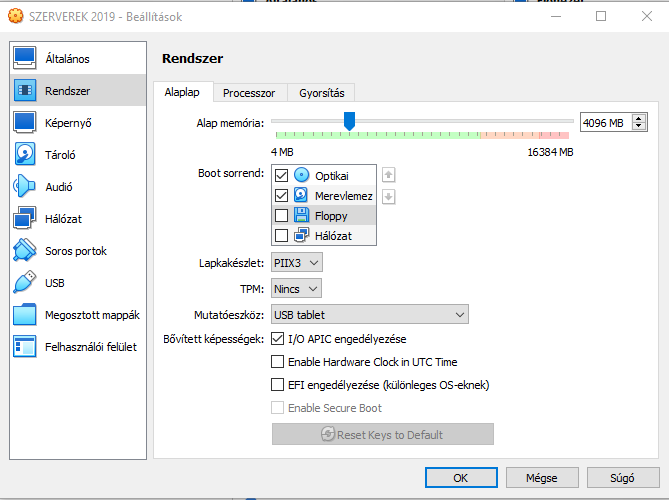 SZERVEREK 2019 - Beállítások
Általános
Rendszer
Képernyő
Tároló
Audió
Hálózat
Soros portok
USB
Megosztott mappák
Felhasználói felület
Rendszer
Alaplap Processzor Gyorsítás
Alap memória: 4096 MB
4 MB 16384 MB
Boot sorrend: Optikai
Merevlemez
Floppy
Hálózat
Lapkakészlet: PIIX3
TPM: Nincs
Mutatóeszköz: USB tablet
Bővített képességek: I/O APIC engedélyezése
Enable Hardware Clock in UTC Time
EFI engedélyezése (különleges OS-eknek)
Enable Secure Boot
Reset Keys to Default
OK Mégse Súgó